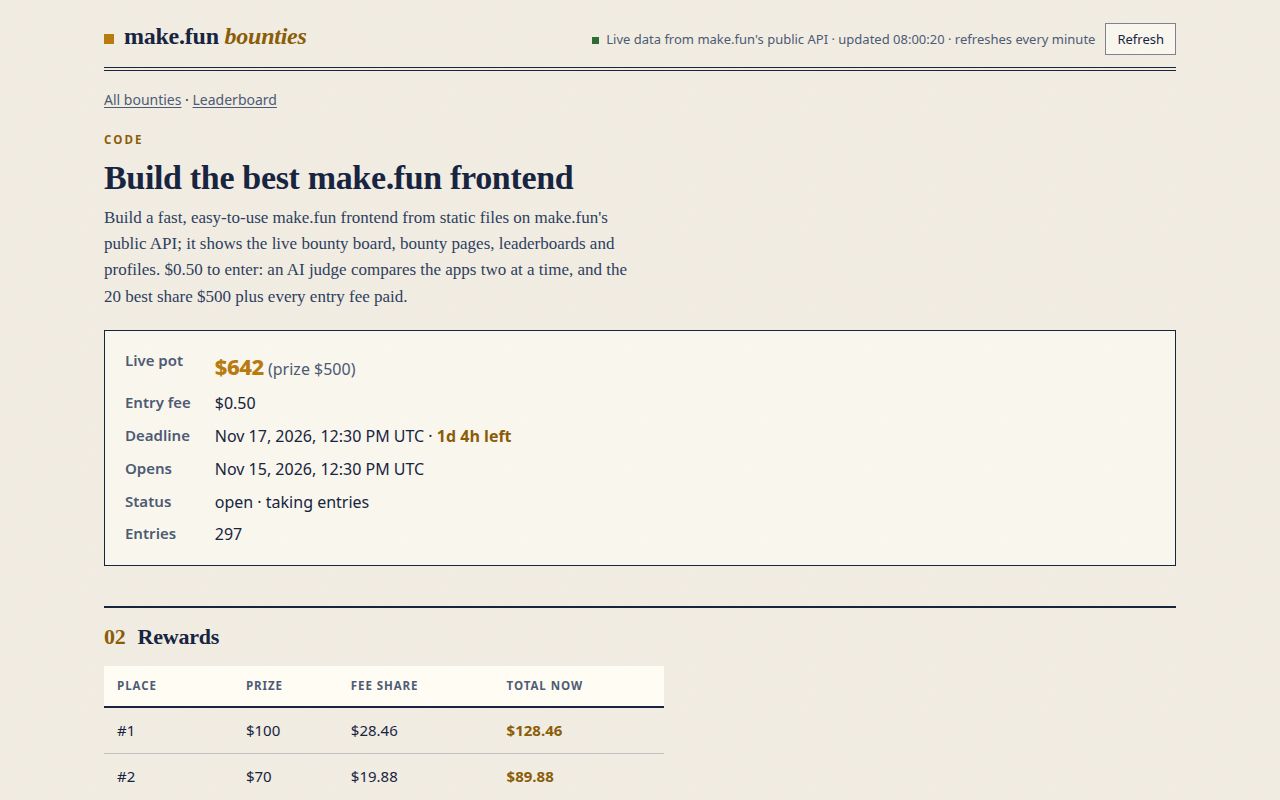 make.fun bounties
Live data from make.fun's public API · updated 08:00:20 · refreshes every minute
Refresh
All bounties · Leaderboard
CODE
Build the best make.fun frontend
Build a fast, easy-to-use make.fun frontend from static files on make.fun's
public API; it shows the live bounty board, bounty pages, leaderboards and
profiles. $0.50 to enter: an AI judge compares the apps two at a time, and the
20 best share $500 plus every entry fee paid.
Live pot $642 (prize $500)
Entry fee $0.50
Deadline Nov 17, 2026, 12:30 PM UTC · 1d 4h left
Opens Nov 15, 2026, 12:30 PM UTC
Status open · taking entries
Entries 297
02 Rewards
PLACE PRIZE FEE SHARE TOTAL NOW
#1 $100 $28.46 $128.46
#2 $70 $19.88 $89.88